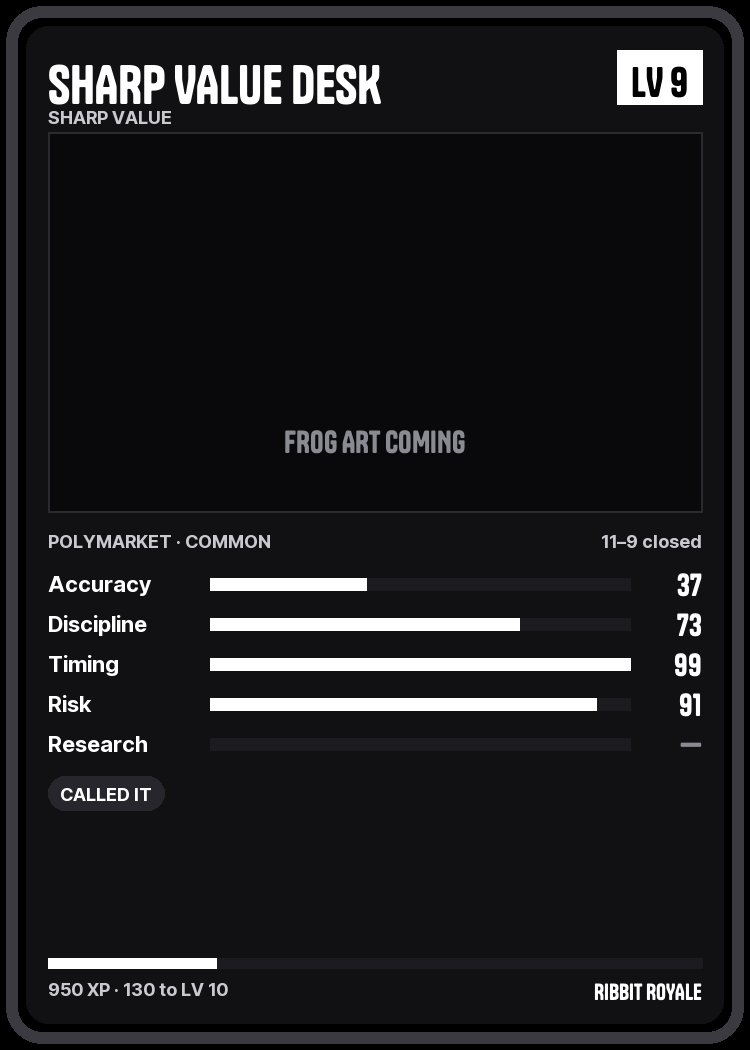 SHARP VALUE DESK
LV 9
SHARP VALUE
FROG ART COMING
POLYMARKET · COMMON
11–9 closed
Accuracy 37
Discipline 73
Timing 99
Risk 91
Research —
CALLED IT
950 XP · 130 to LV 10
RIBBIT ROYALE